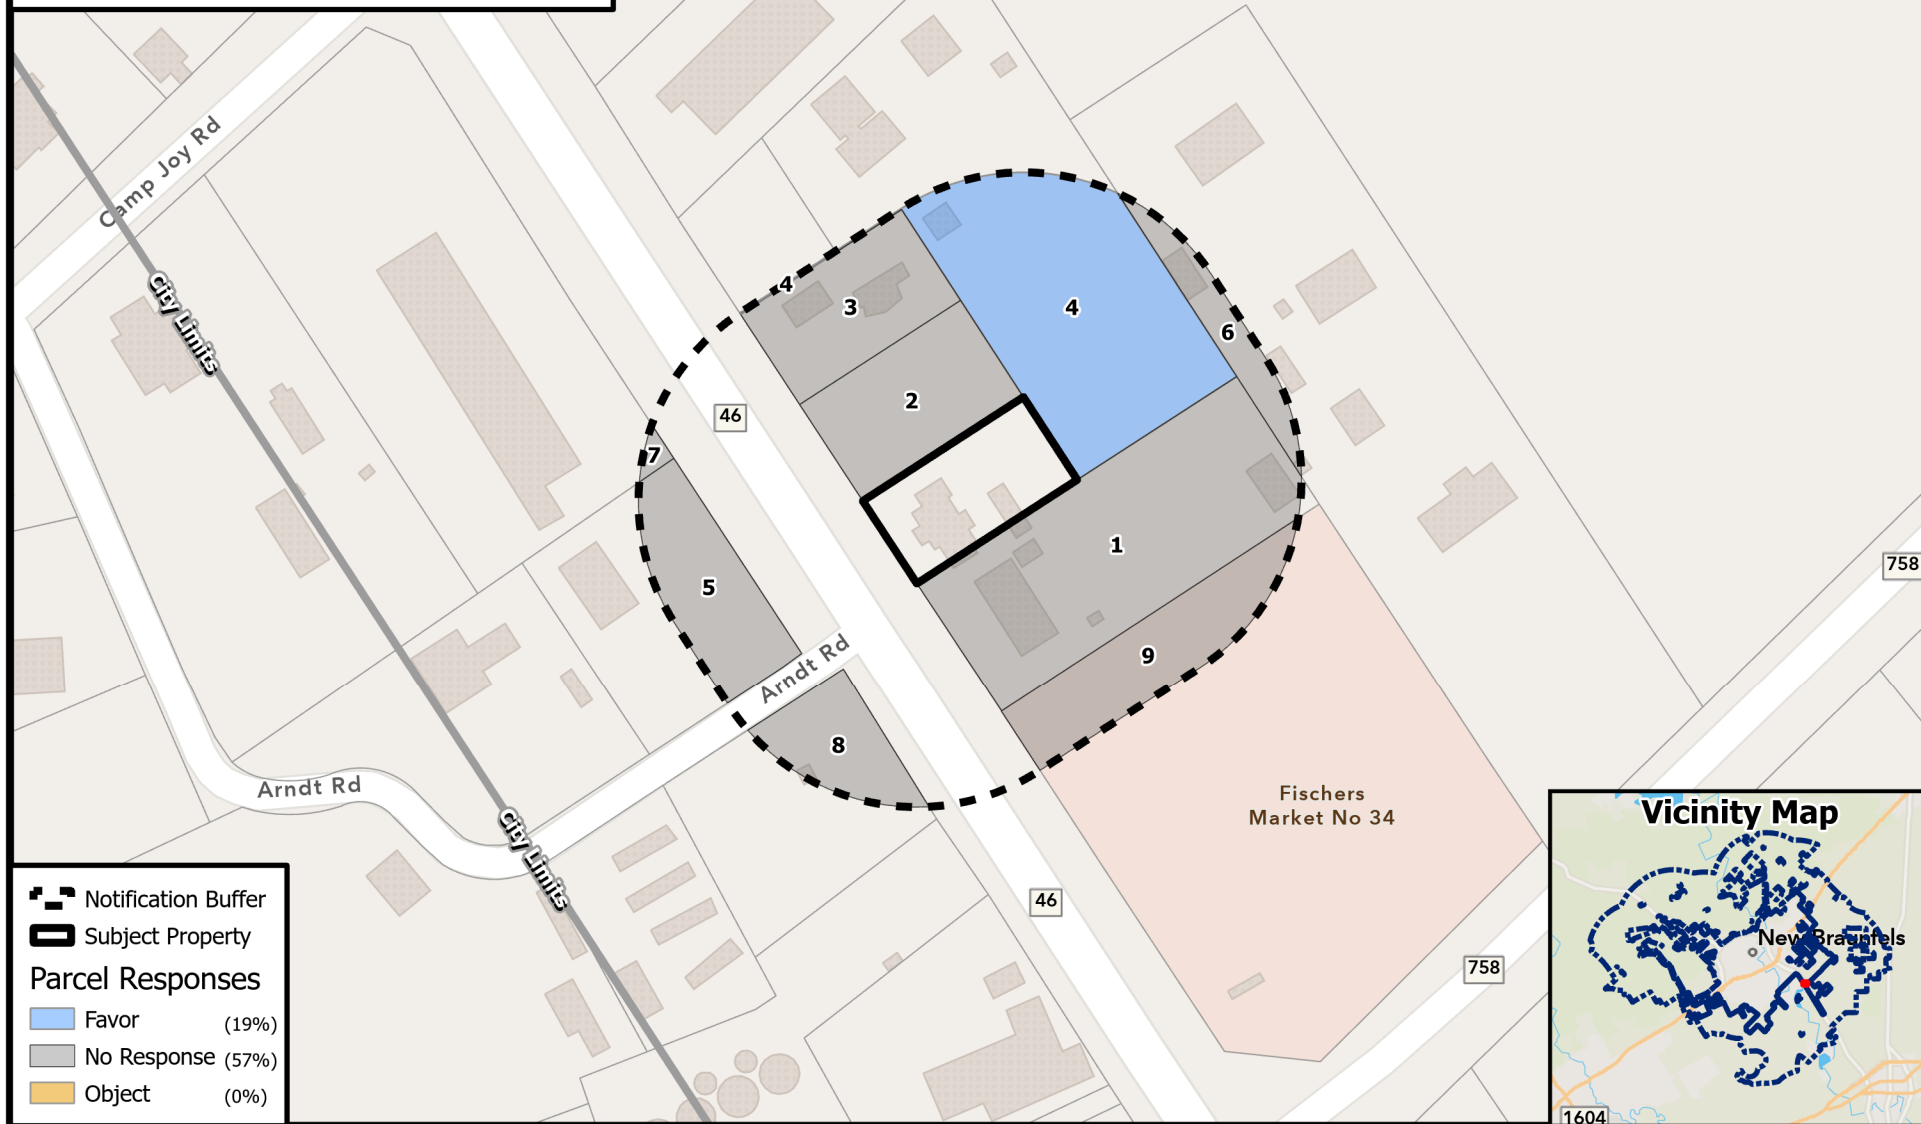 Camp Joy Rd
City Limits
4
3
4
6
2
46
7
1
5
758
Arndt Rd
9
8
Arndt Rd
Fischers
Market No 34
City Limits
46
758
Notification Buffer
Subject Property
Parcel Responses
Favor (19%)
No Response (57%)
Object (0%)
Vicinity Map
New Braunfels
1604